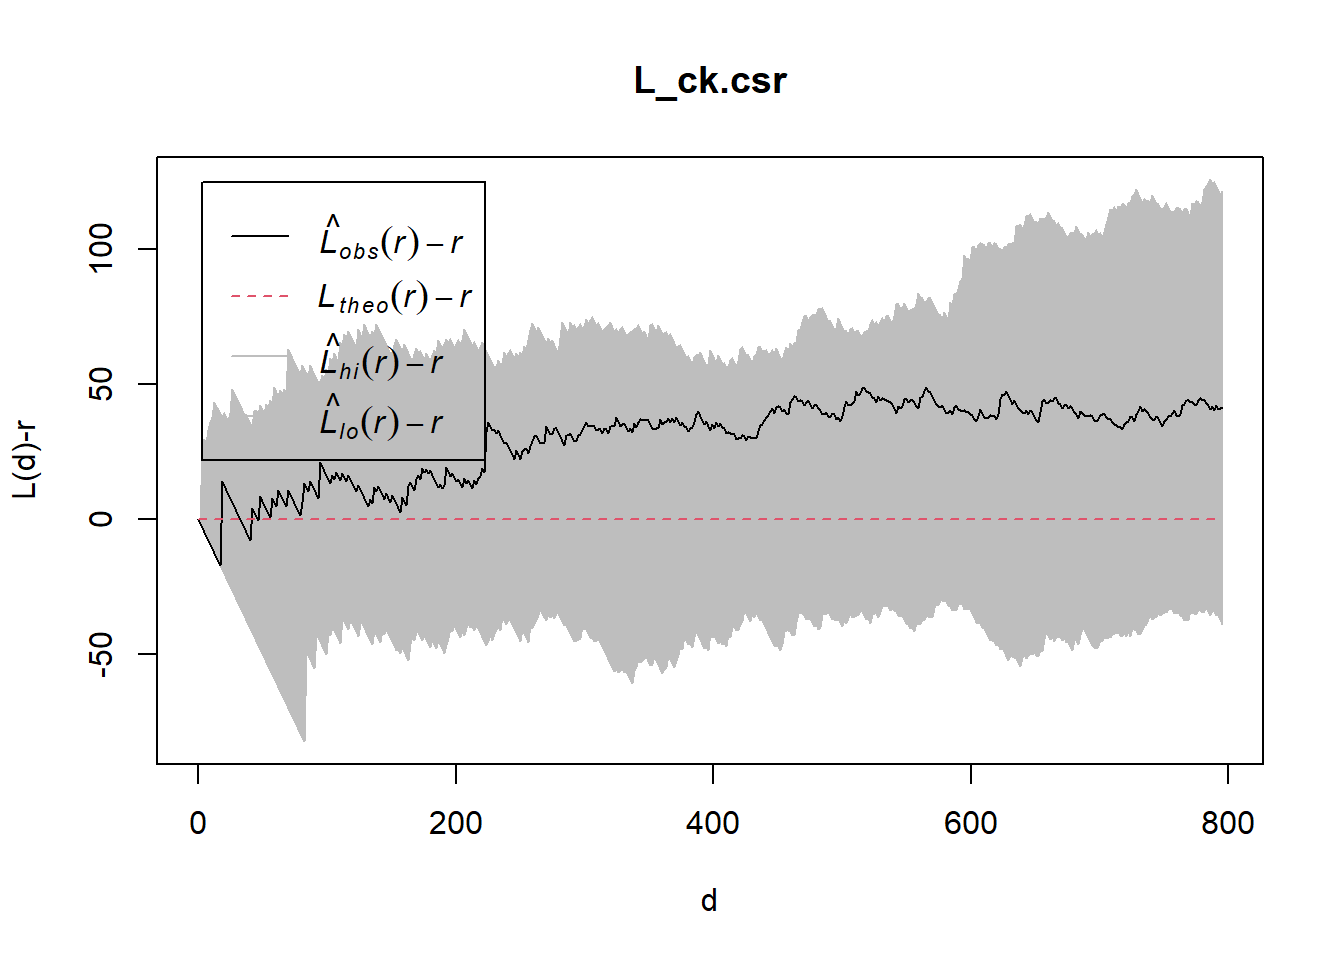 L_ck.csr
L̂obs(r) – r
Ltheo(r) – r
L̂hi(r) – r
L̂lo(r) – r
L(d)-r
100
50
0
-50
0 200 400 600 800
d